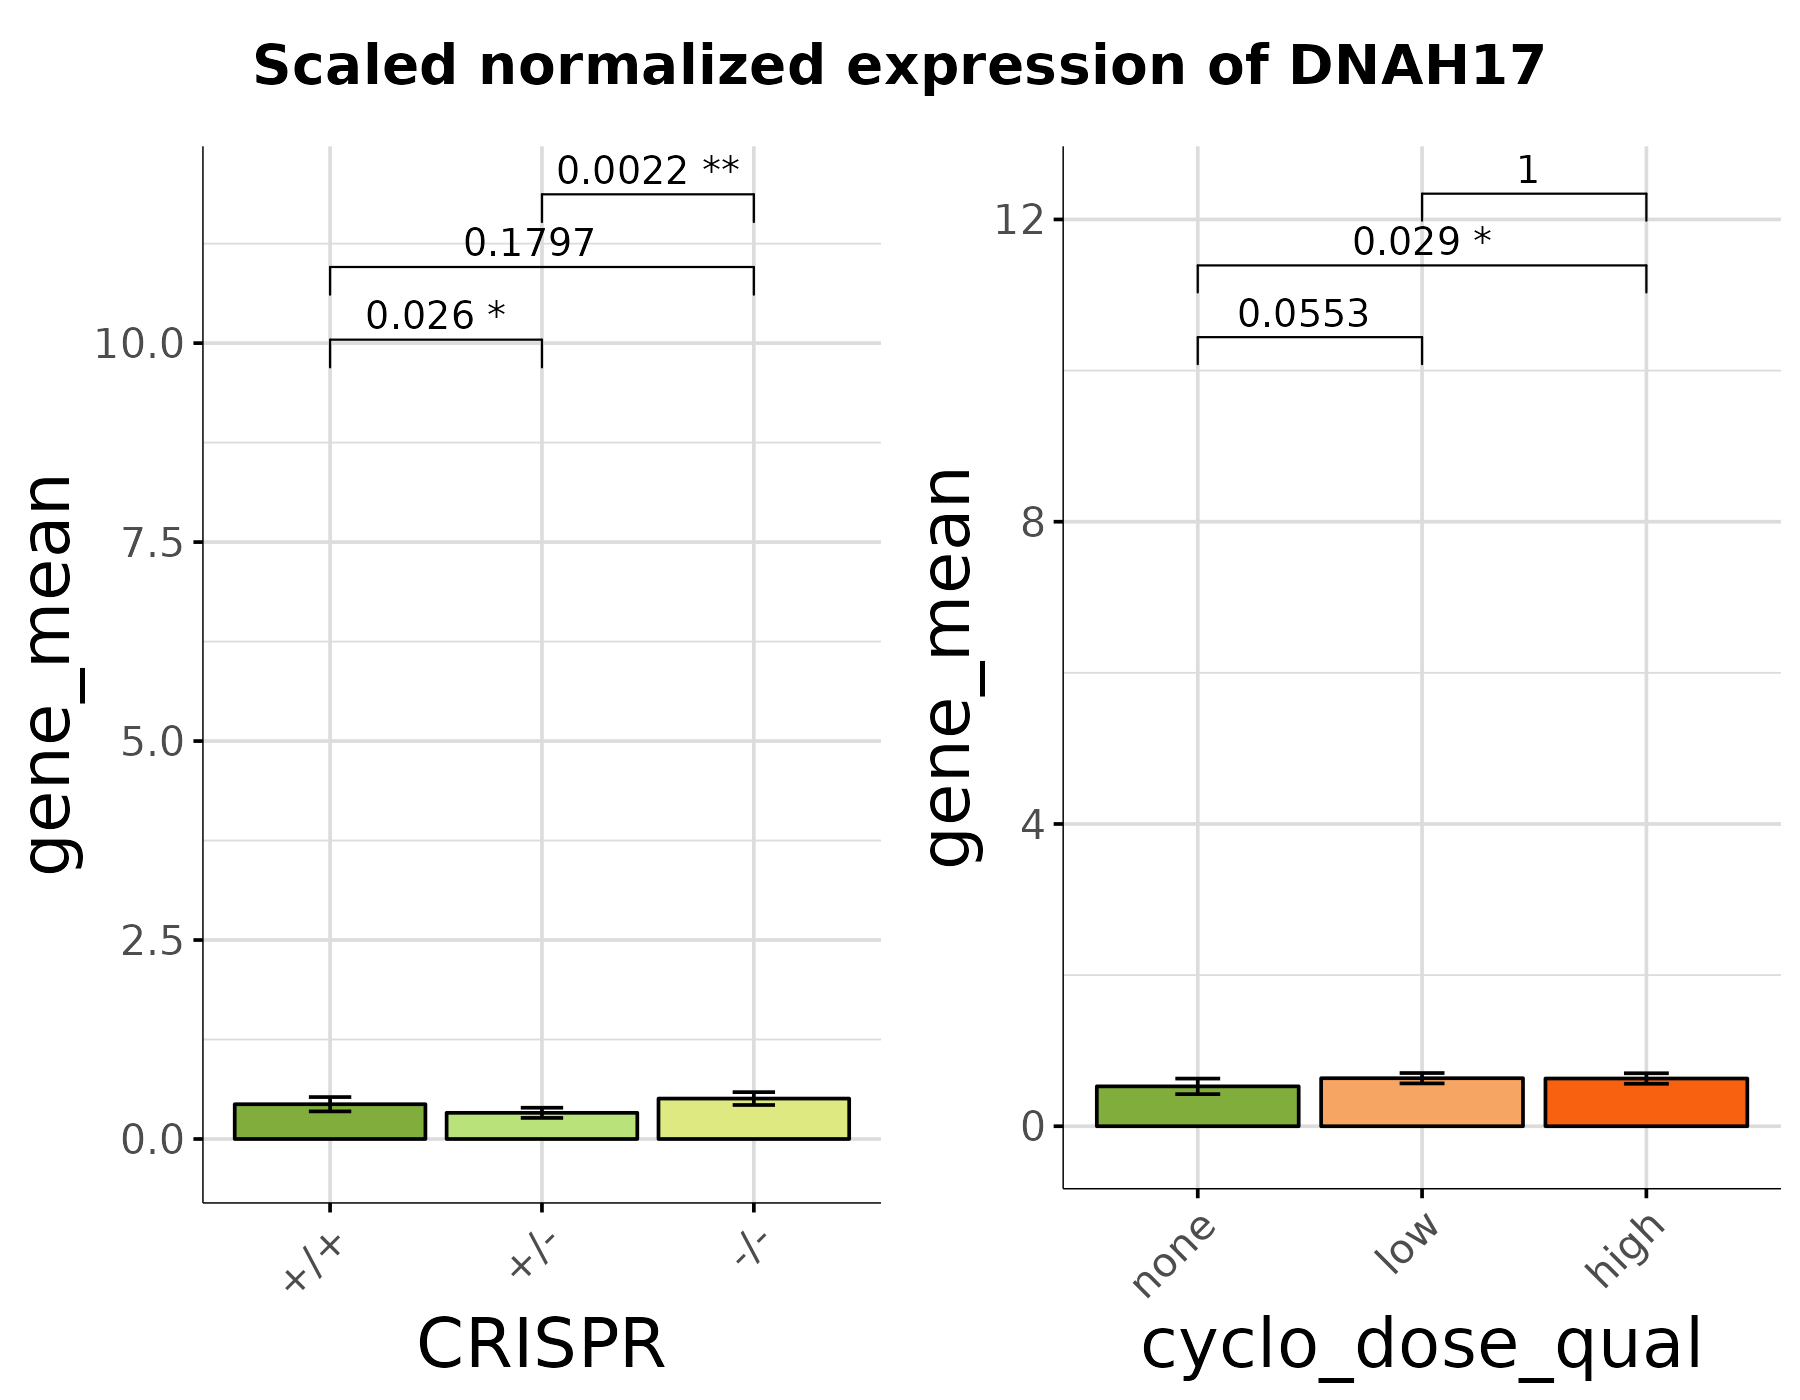 Scaled normalized expression of DNAH17
0.0022 **
0.1797
0.026 *
10.0
7.5
5.0
2.5
0.0
gene_mean
+/+
+/-
-/-
CRISPR
1
0.029 *
0.0553
12
8
4
0
gene_mean
none
low
high
cyclo_dose_qual